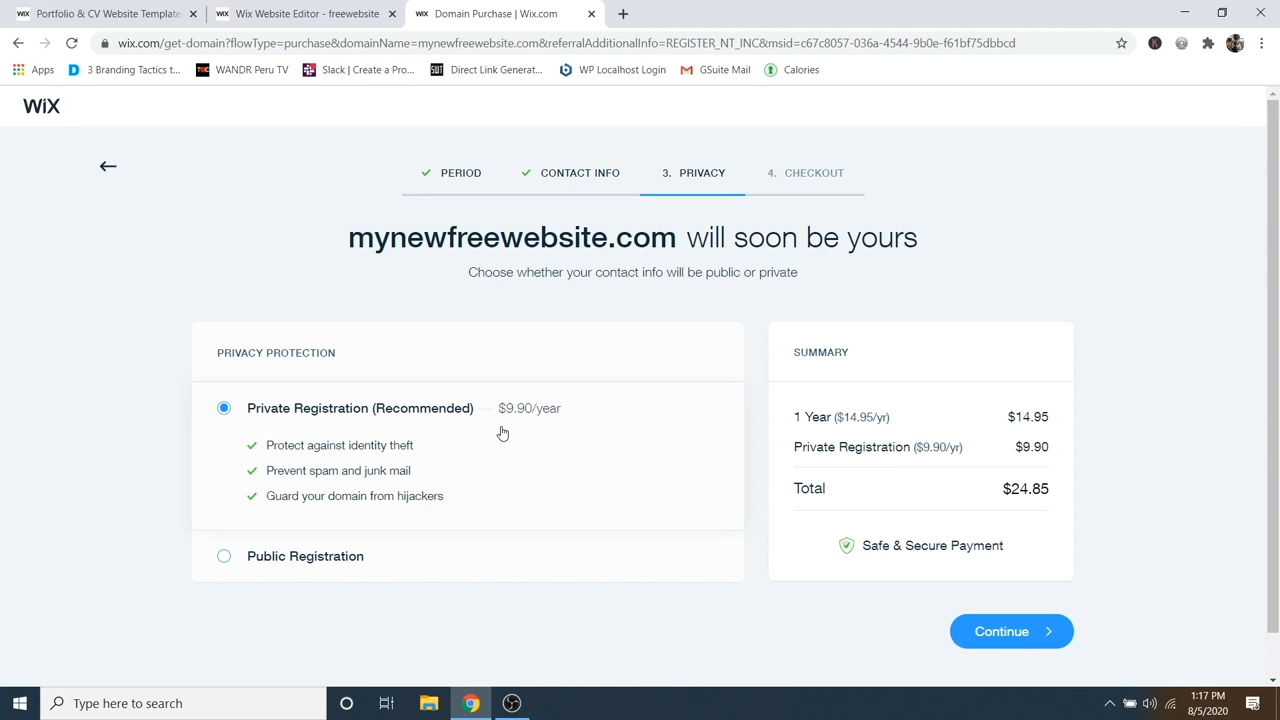 Portfolio & CV Website Template
Wix Website Editor - freewebsite
Domain Purchase | Wix.com
wix.com/get-domain?flowType=purchase&domainName=mynewfreewebsite.com&referralAdditionalInfo=REGISTER_NT_INC&msid=c67c8057-036a-4544-9b0e-f61bf75dbbcd
Apps
3 Branding Tactics t...
WANDR Peru TV
Slack | Create a Pro...
Direct Link Generat...
WP Localhost Login
GSuite Mail
Calories
WiX
PERIOD
CONTACT INFO
3. PRIVACY
4. CHECKOUT
mynewfreewebsite.com will soon be yours
Choose whether your contact info will be public or private
PRIVACY PROTECTION
Private Registration (Recommended) — $9.90/year
Protect against identity theft
Prevent spam and junk mail
Guard your domain from hijackers
Public Registration
SUMMARY
1 Year ($14.95/yr) $14.95
Private Registration ($9.90/yr) $9.90
Total $24.85
Safe & Secure Payment
Continue
Type here to search
1:17 PM
8/5/2020